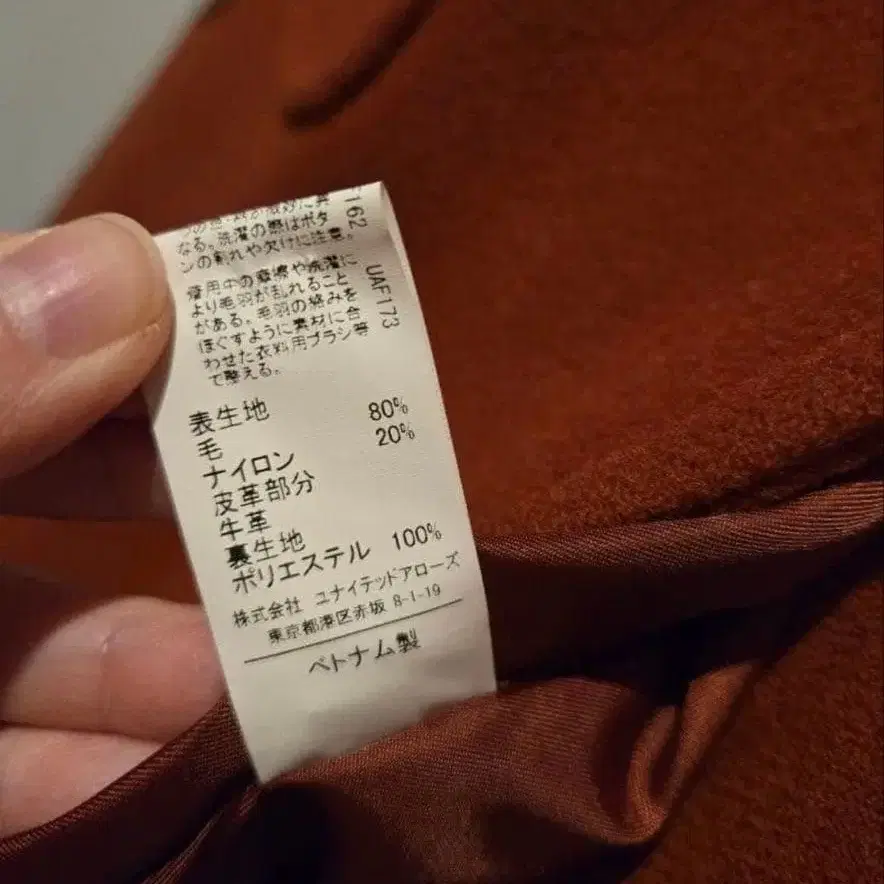 なる。洗濯の際はボタ
ンの割れや欠けに注意。
着用中の摩擦や洗濯に
より毛羽が乱れること
がある。毛羽の絡みを
ほぐすように素材に合
わせた衣料用ブラシ等
で整える。
162
UAF173
表生地
毛 80%
ナイロン 20%
皮革部分
牛革
裏生地
ポリエステル 100%
株式会社 ユナイテッドアローズ
東京都港区赤坂 8-1-19
ベトナム製